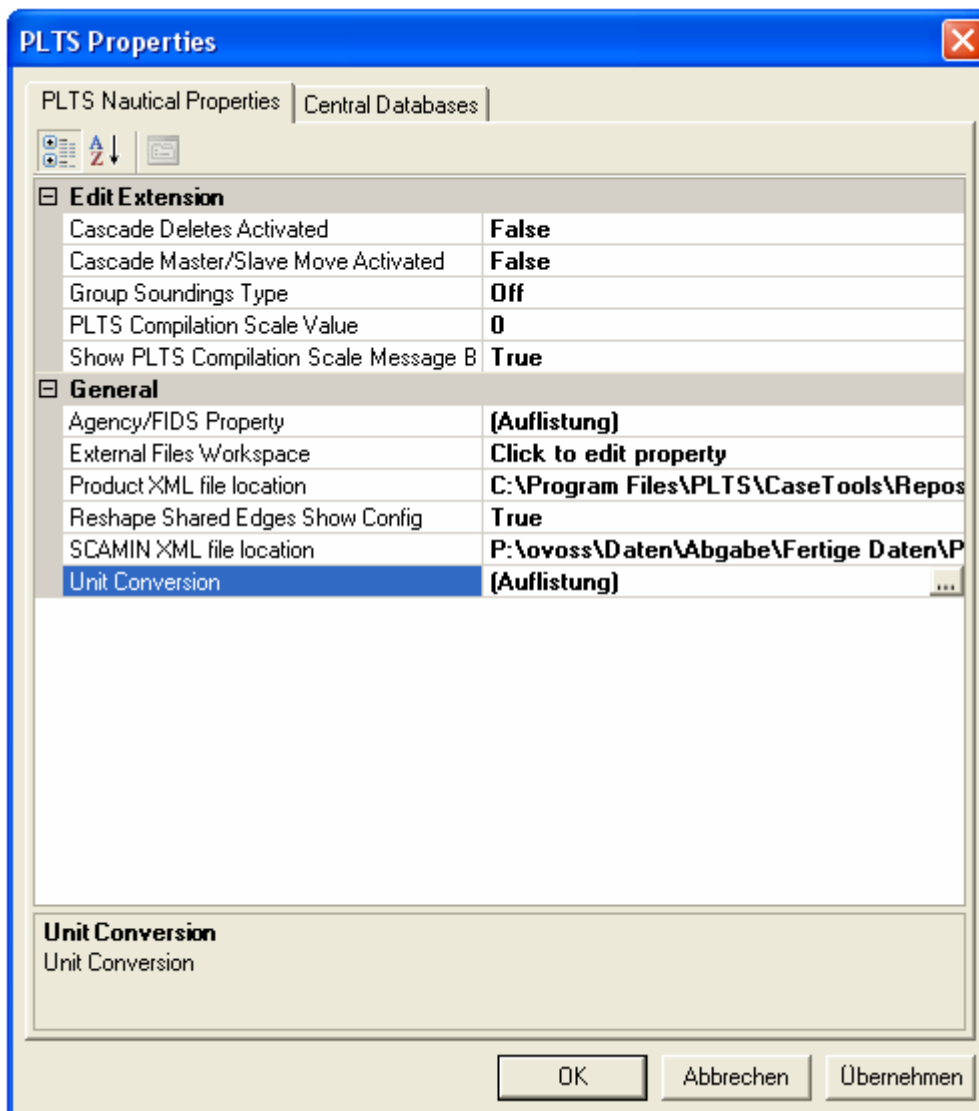 PLTS Properties
PLTS Nautical Properties Central Databases
Edit Extension
Cascade Deletes Activated False
Cascade Master/Slave Move Activated False
Group Soundings Type Off
PLTS Compilation Scale Value 0
Show PLTS Compilation Scale Message B True
General
Agency/FIDS Property (Auflistung)
External Files Workspace Click to edit property
Product XML file location C:\Program Files\PLTS\CaseTools\Repos
Reshape Shared Edges Show Config True
SCAMIN XML file location P:\ovoss\Daten\Abgabe\Fertige Daten\P
Unit Conversion (Auflistung) ...
Unit Conversion
Unit Conversion
OK Abbrechen Übernehmen